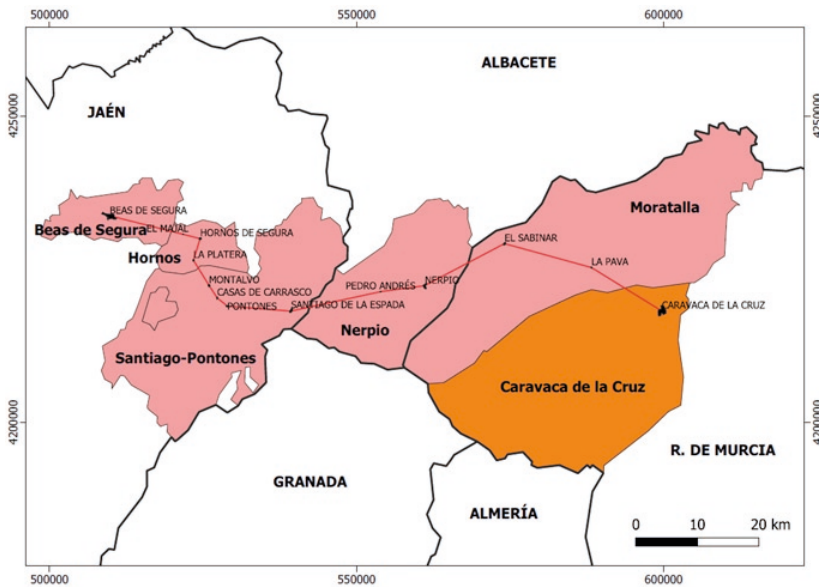 500000
550000
600000
ALBACETE
4250000
4250000
JAÉN
Moratalla
BEAS DE SEGURA
Beas de Segura
EL MAJAL
HORNOS DE SEGURA
EL SABINAR
Hornos
LA PLATERA
LA PAVA
MONTALVO
PEDRO ANDRÉS
NERPIO
CASAS DE CARRASCO
PONTONES
SANTIAGO DE LA ESPADA
CARAVACA DE LA CRUZ
Nerpio
Santiago-Pontones
Caravaca de la Cruz
4200000
4200000
R. DE MURCIA
GRANADA
ALMERÍA
0 10 20 km
500000
550000
600000